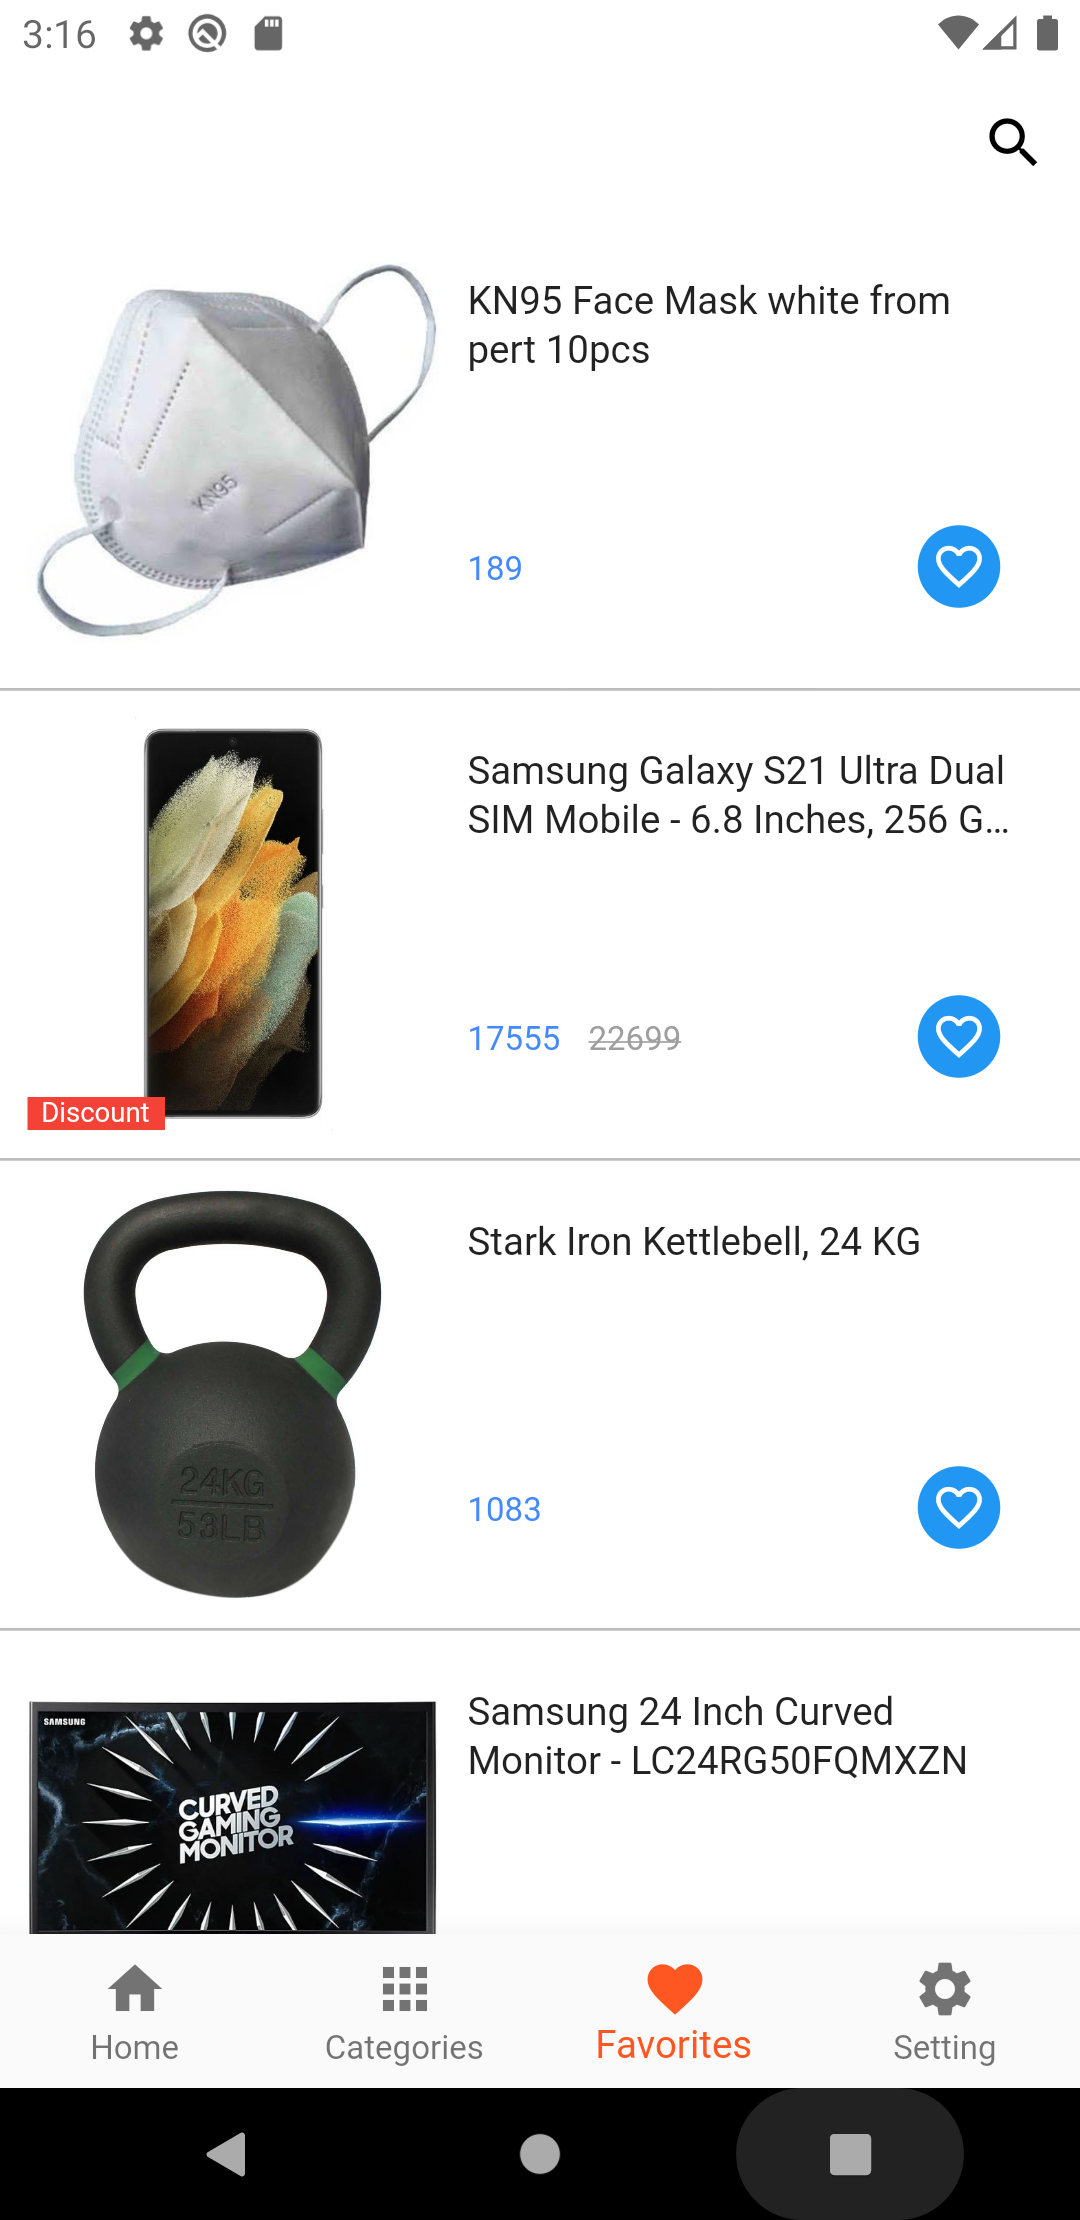 3:16
KN95 Face Mask white from
pert 10pcs
KN95
189
Samsung Galaxy S21 Ultra Dual
SIM Mobile - 6.8 Inches, 256 G...
17555 22699
Discount
Stark Iron Kettlebell, 24 KG
24KG
53LB
1083
Samsung 24 Inch Curved
Monitor - LC24RG50FQMXZN
SAMSUNG
CURVED
GAMING
MONITOR
Home
Categories
Favorites
Setting